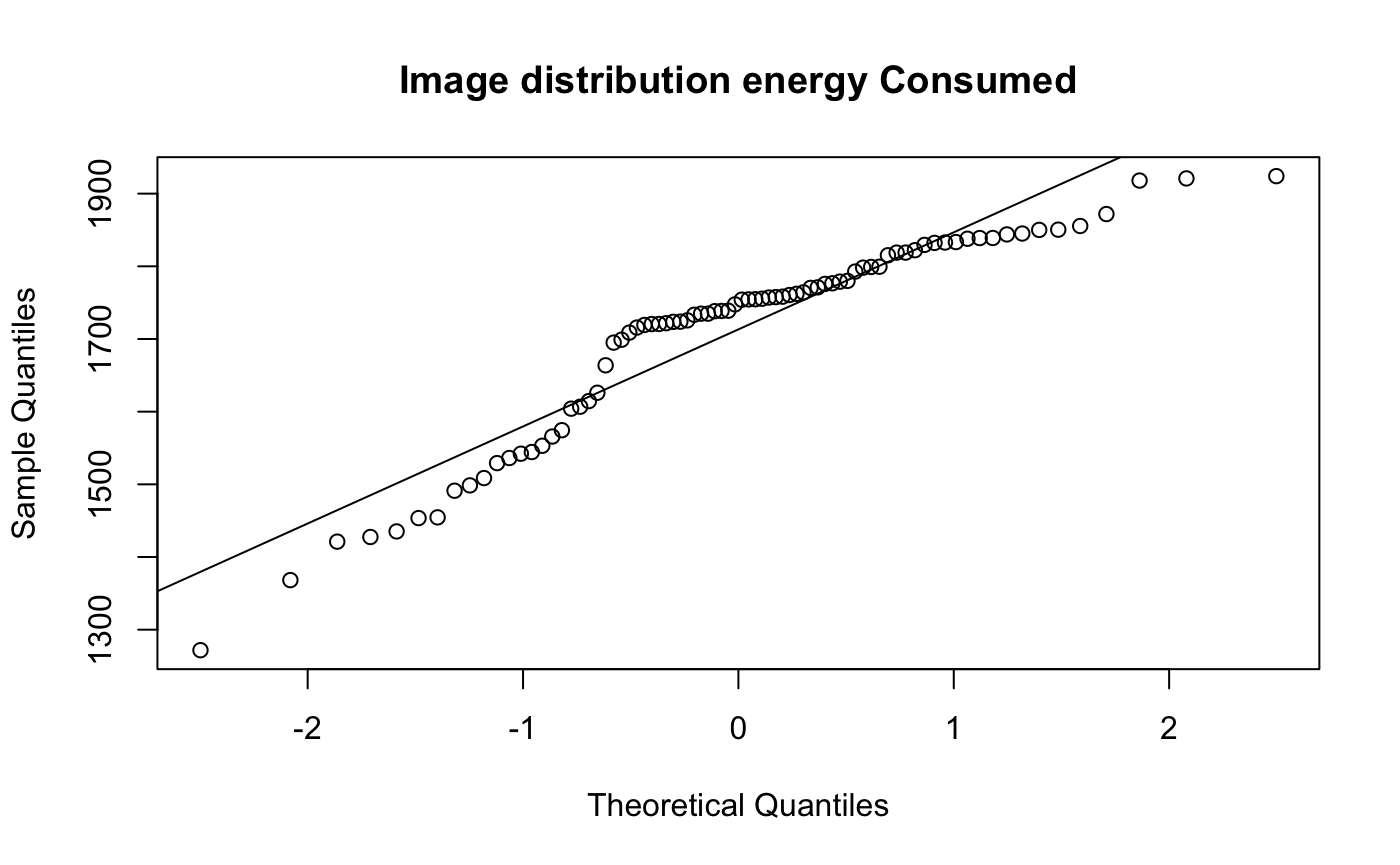 Image distribution energy Consumed
1900
1700
1500
1300
Sample Quantiles
-2 -1 0 1 2
Theoretical Quantiles